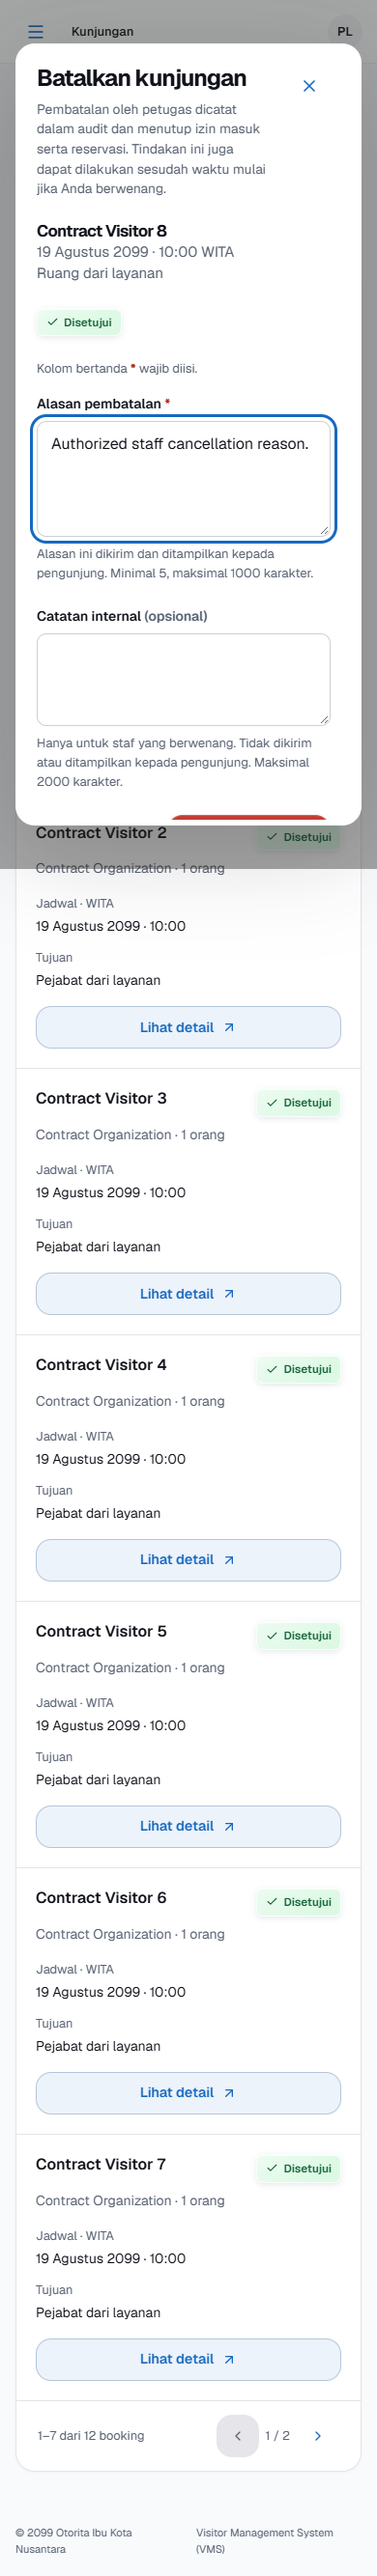 Kunjungan
PL
Batalkan kunjungan
Pembatalan oleh petugas dicatat
dalam audit dan menutup izin masuk
serta reservasi. Tindakan ini juga
dapat dilakukan sesudah waktu mulai
jika Anda berwenang.
Contract Visitor 8
19 Agustus 2099 · 10:00 WITA
Ruang dari layanan
Disetujui
Kolom bertanda * wajib diisi.
Alasan pembatalan *
Authorized staff cancellation reason.
Alasan ini dikirim dan ditampilkan kepada
pengunjung. Minimal 5, maksimal 1000 karakter.
Catatan internal (opsional)
Hanya untuk staf yang berwenang. Tidak dikirim
atau ditampilkan kepada pengunjung. Maksimal
2000 karakter.
Contract Visitor 2
Disetujui
Contract Organization · 1 orang
Jadwal · WITA
19 Agustus 2099 · 10:00
Tujuan
Pejabat dari layanan
Lihat detail
Contract Visitor 3
Disetujui
Contract Organization · 1 orang
Jadwal · WITA
19 Agustus 2099 · 10:00
Tujuan
Pejabat dari layanan
Lihat detail
Contract Visitor 4
Disetujui
Contract Organization · 1 orang
Jadwal · WITA
19 Agustus 2099 · 10:00
Tujuan
Pejabat dari layanan
Lihat detail
Contract Visitor 5
Disetujui
Contract Organization · 1 orang
Jadwal · WITA
19 Agustus 2099 · 10:00
Tujuan
Pejabat dari layanan
Lihat detail
Contract Visitor 6
Disetujui
Contract Organization · 1 orang
Jadwal · WITA
19 Agustus 2099 · 10:00
Tujuan
Pejabat dari layanan
Lihat detail
Contract Visitor 7
Disetujui
Contract Organization · 1 orang
Jadwal · WITA
19 Agustus 2099 · 10:00
Tujuan
Pejabat dari layanan
Lihat detail
1–7 dari 12 booking
1 / 2
© 2099 Otorita Ibu Kota
Nusantara
Visitor Management System
(VMS)